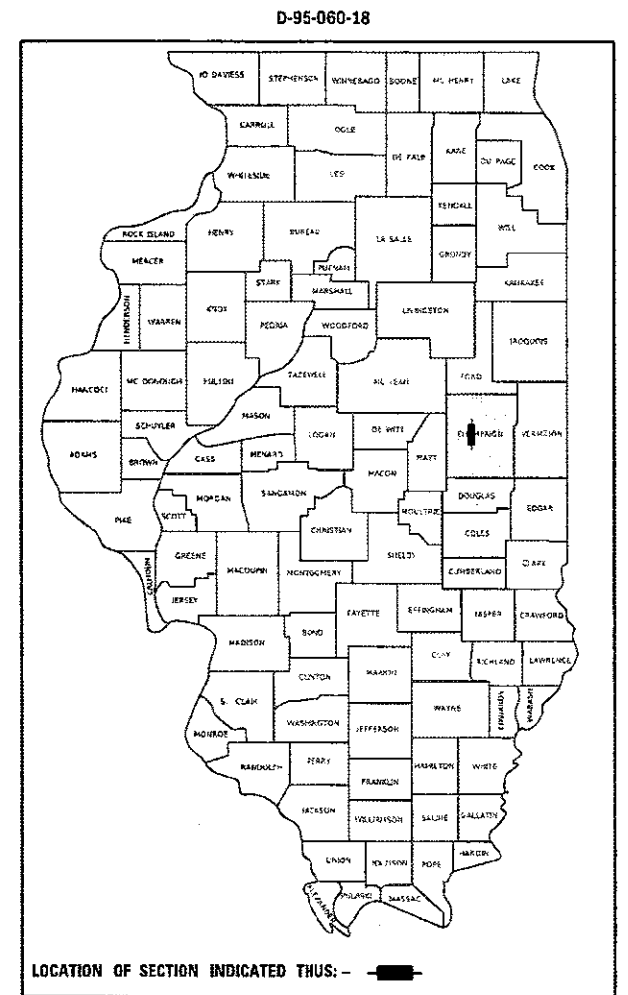 D-95-060-18
JO DAVIESS STEPHENSON WINNEBAGO BOONE MC HENRY LAKE
CARROLL OGLE KANE COOK
DE KALB DU PAGE
WHITESIDE LEE
KENDALL
ROCK ISLAND HENRY BUREAU LA SALLE WILL
MERCER PUTNAM GRUNDY
STARK KANKAKEE
HENDERSON WARREN KNOX MARSHALL LIVINGSTON
PEORIA WOODFORD IROQUOIS
HANCOCK MC DONOUGH FULTON TAZEWELL MC LEAN FORD
MASON
SCHUYLER LOGAN DE WITT CHAMPAIGN VERMILION
ADAMS BROWN CASS MENARD MACON PIATT
MORGAN SANGAMON DOUGLAS EDGAR
PIKE SCOTT CHRISTIAN MOULTRIE COLES
CALHOUN GREENE MACOUPIN MONTGOMERY SHELBY CUMBERLAND CLARK
JERSEY FAYETTE EFFINGHAM JASPER CRAWFORD
MADISON BOND CLAY RICHLAND LAWRENCE
CLINTON MARION
ST. CLAIR WAYNE EDWARDS WABASH
MONROE WASHINGTON JEFFERSON
RANDOLPH PERRY HAMILTON WHITE
FRANKLIN
JACKSON WILLIAMSON SALINE GALLATIN
UNION JOHNSON POPE HARDIN
ALEXANDER PULASKI MASSAC
LOCATION OF SECTION INDICATED THUS: -